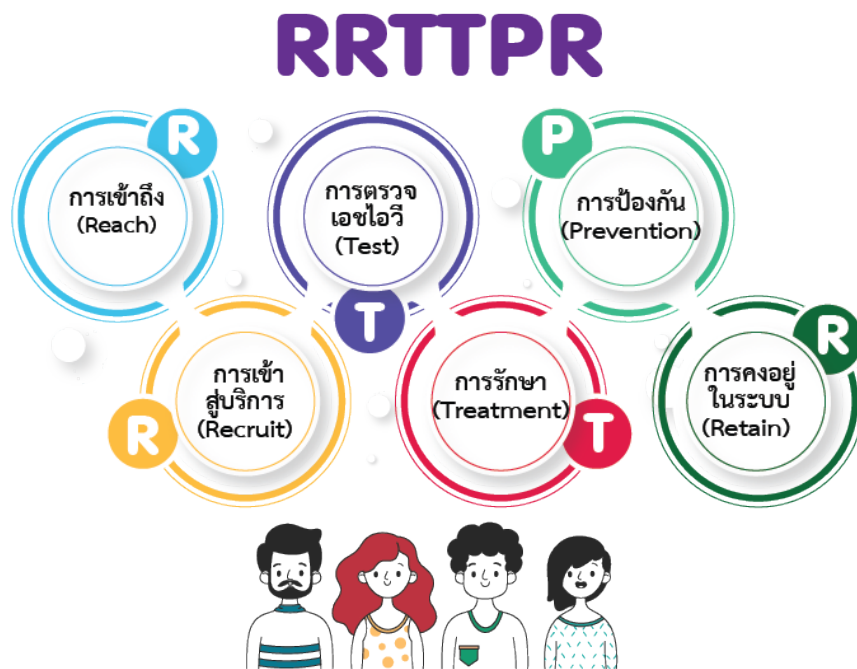 RRTTPR
R
การเข้าถึง
(Reach)
R
การเข้า
สู่บริการ
(Recruit)
T
การตรวจ
เอชไอวี
(Test)
T
การรักษา
(Treatment)
P
การป้องกัน
(Prevention)
R
การคงอยู่
ในระบบ
(Retain)